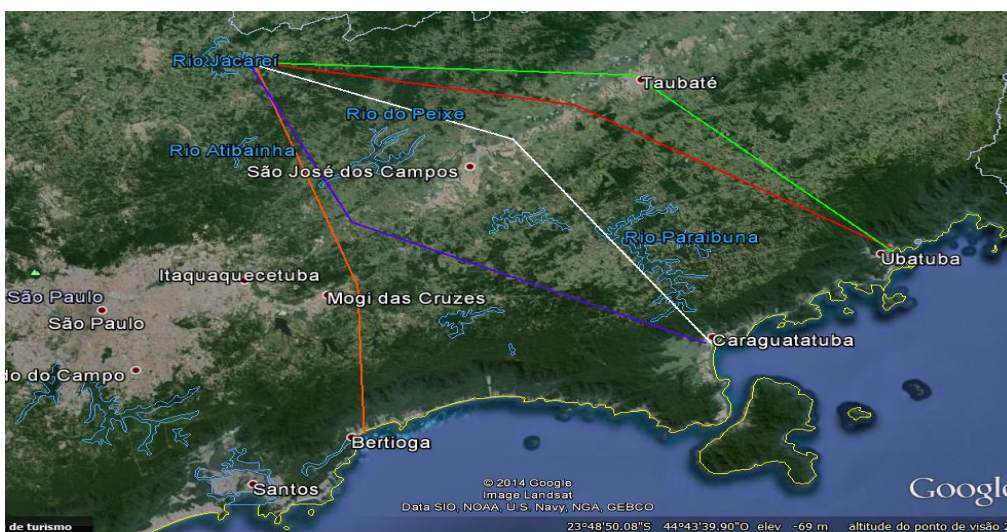 Rio Jacareí
Taubaté
Rio do Peixe
Rio Atibainha
São José dos Campos
Rio Paraibuna
Ubatuba
Itaquaquecetuba
São Paulo
Mogi das Cruzes
São Paulo
Caraguatatuba
do do Campo
Bertioga
Santos
© 2014 Google
Image Landsat
Data SIO, NOAA, U.S. Navy, NGA, GEBCO
Google
de turismo
23°48'50.08"S 44°43'39.90"O elev -69 m altitude do ponto de visão